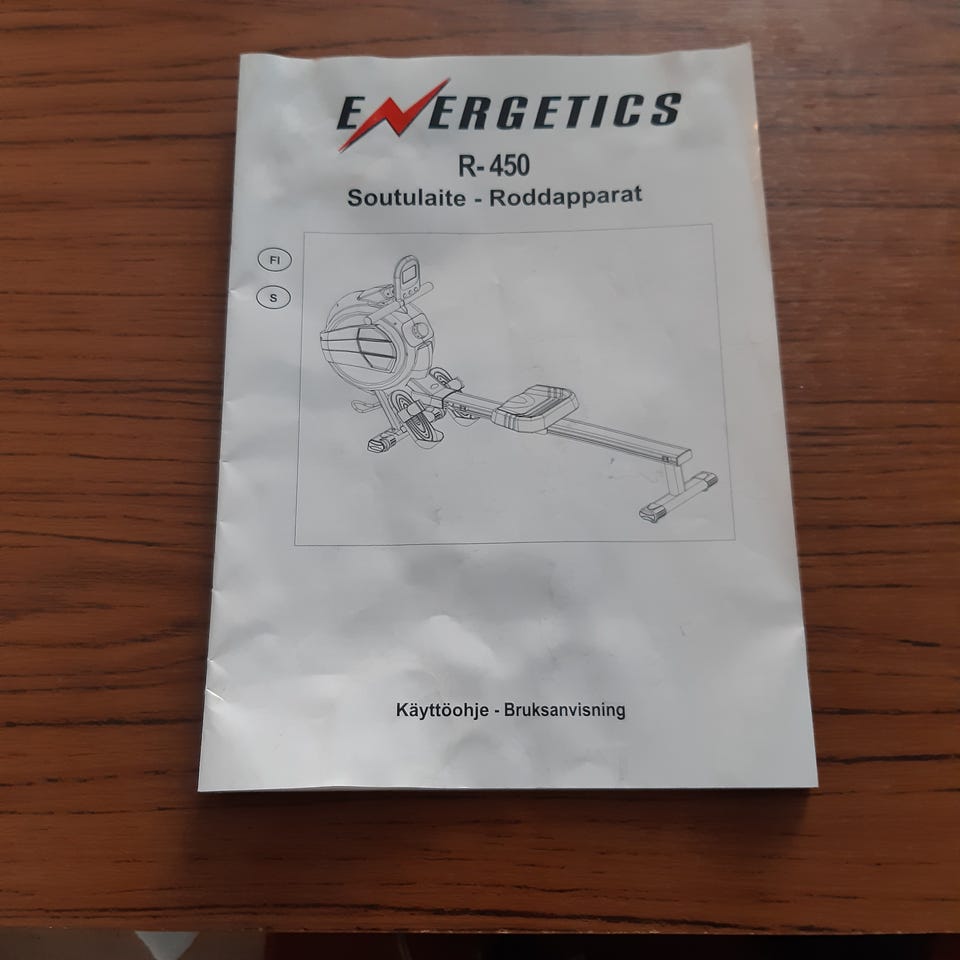 ENERGETICS
R-450
Soutulaite - Roddapparat
FI
S
Käyttöohje - Bruksanvisning